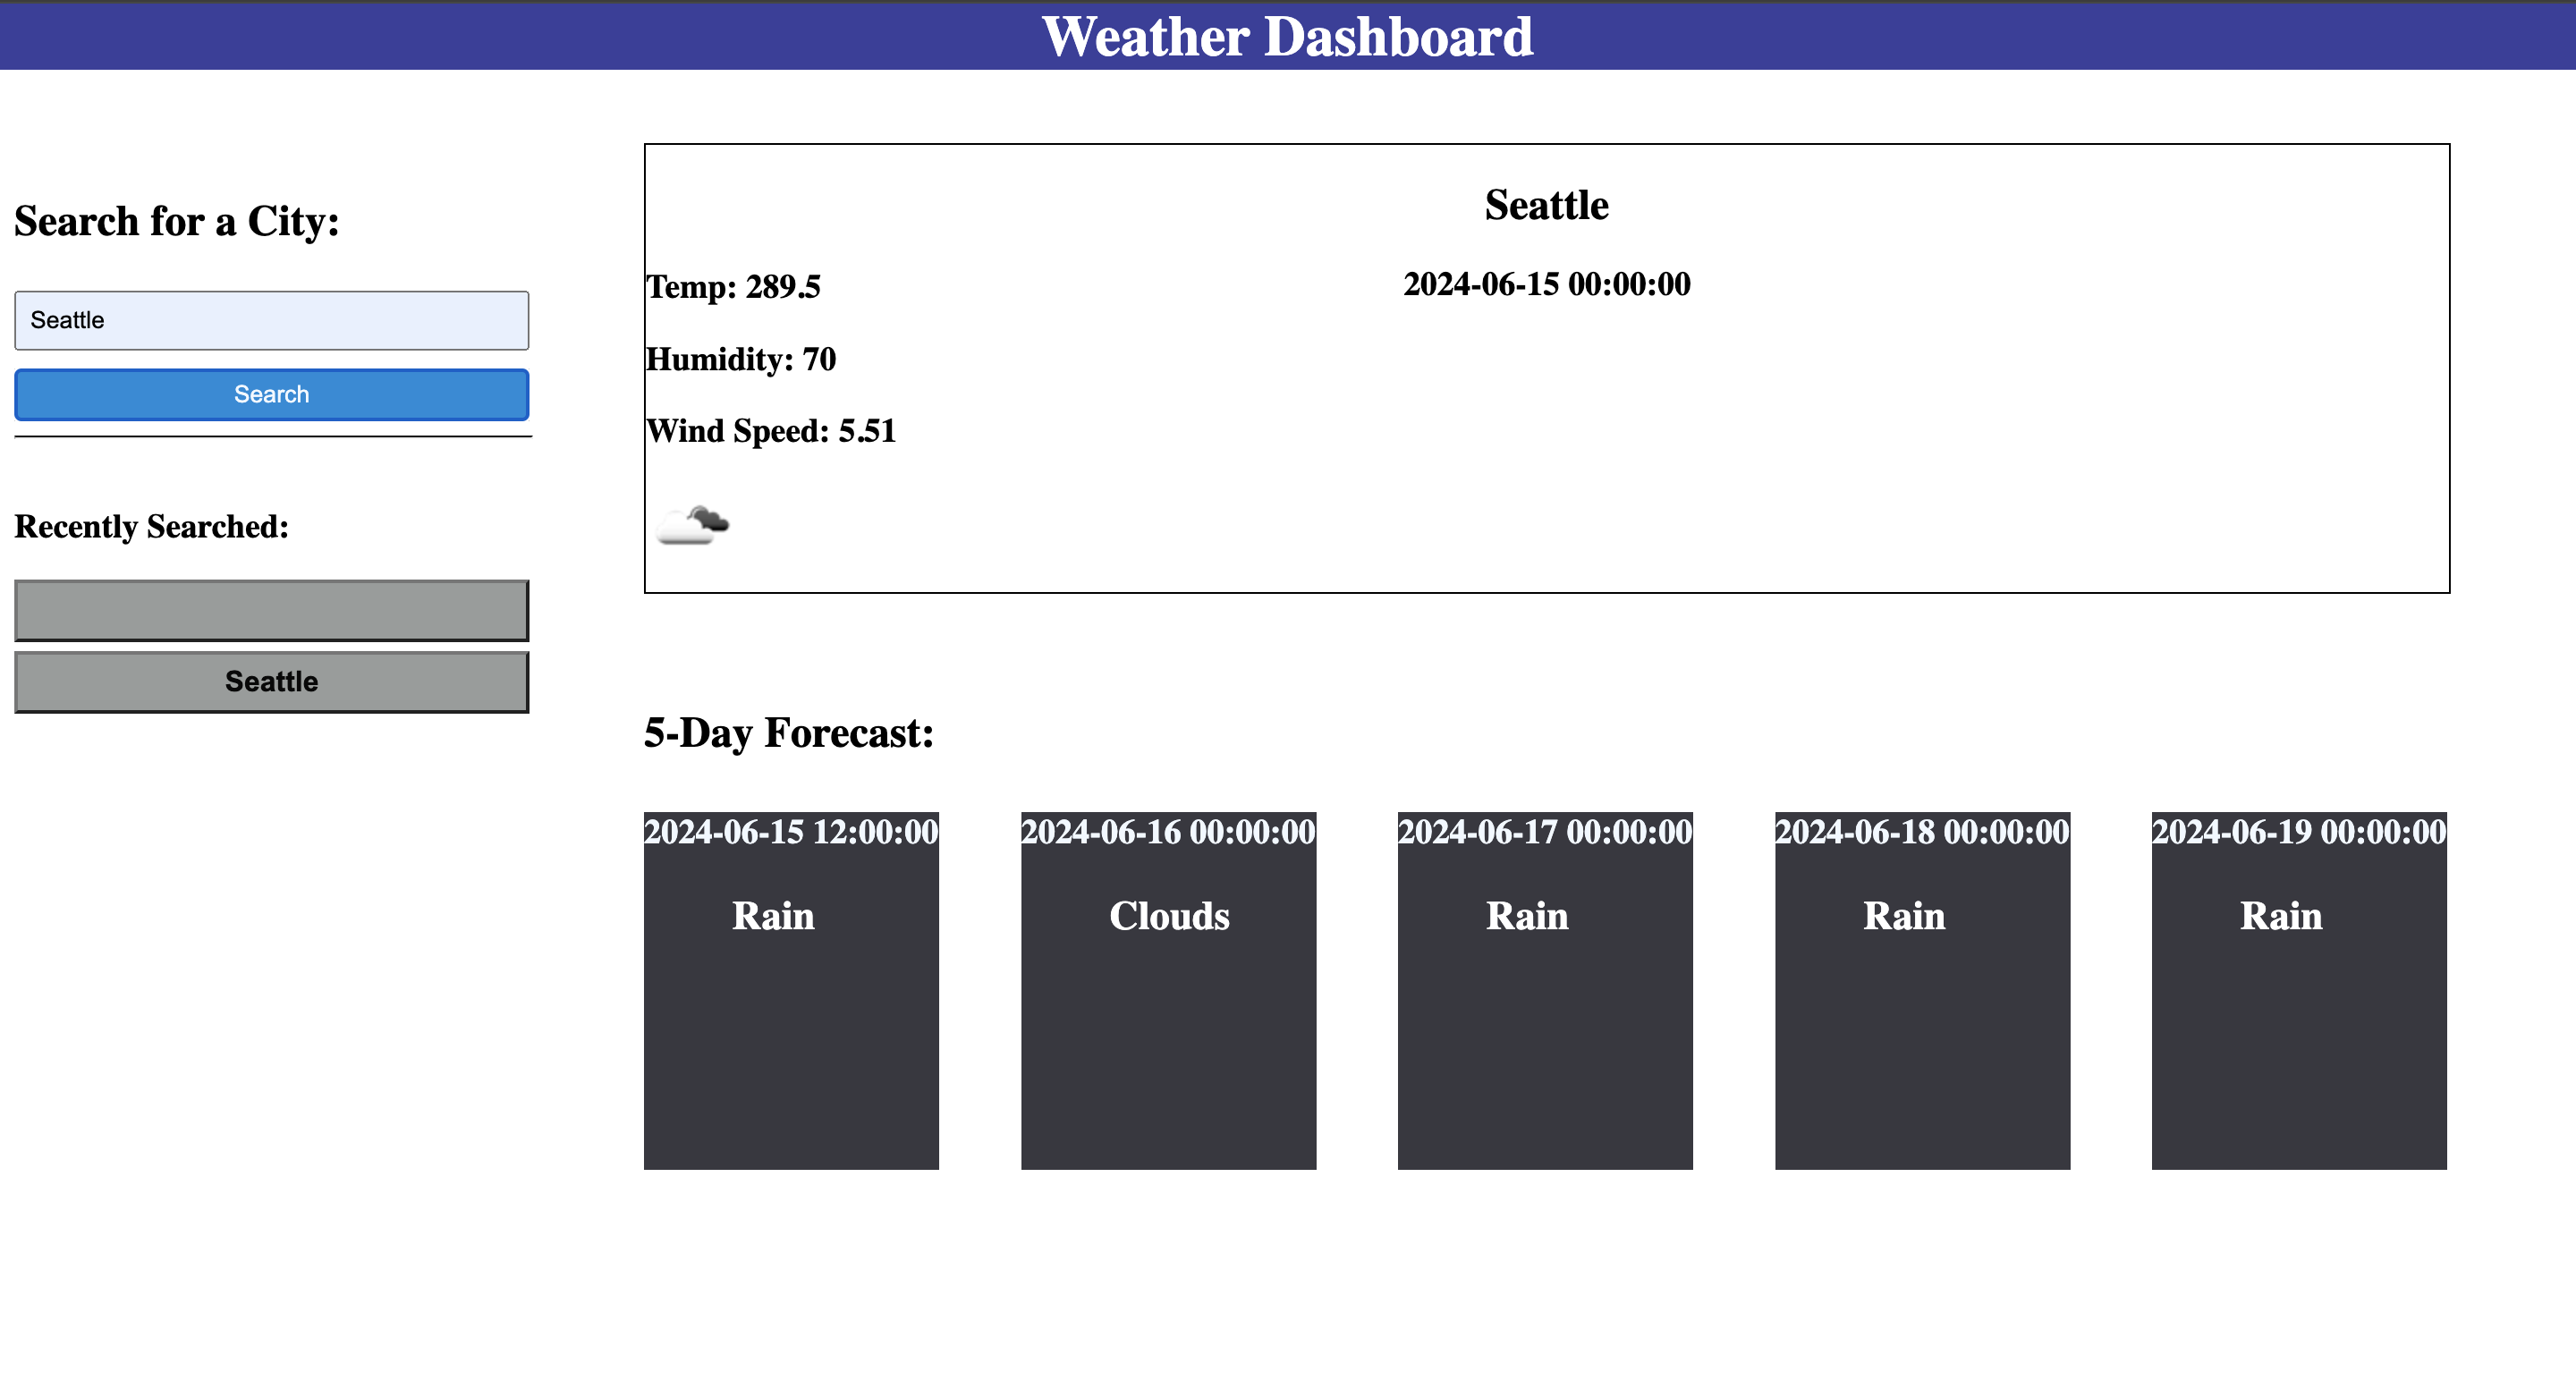 Weather Dashboard
Search for a City:
Seattle
Search
Recently Searched:
Seattle
Seattle
2024-06-15 00:00:00
Temp: 289.5
Humidity: 70
Wind Speed: 5.51
5-Day Forecast:
2024-06-15 12:00:00
Rain
2024-06-16 00:00:00
Clouds
2024-06-17 00:00:00
Rain
2024-06-18 00:00:00
Rain
2024-06-19 00:00:00
Rain